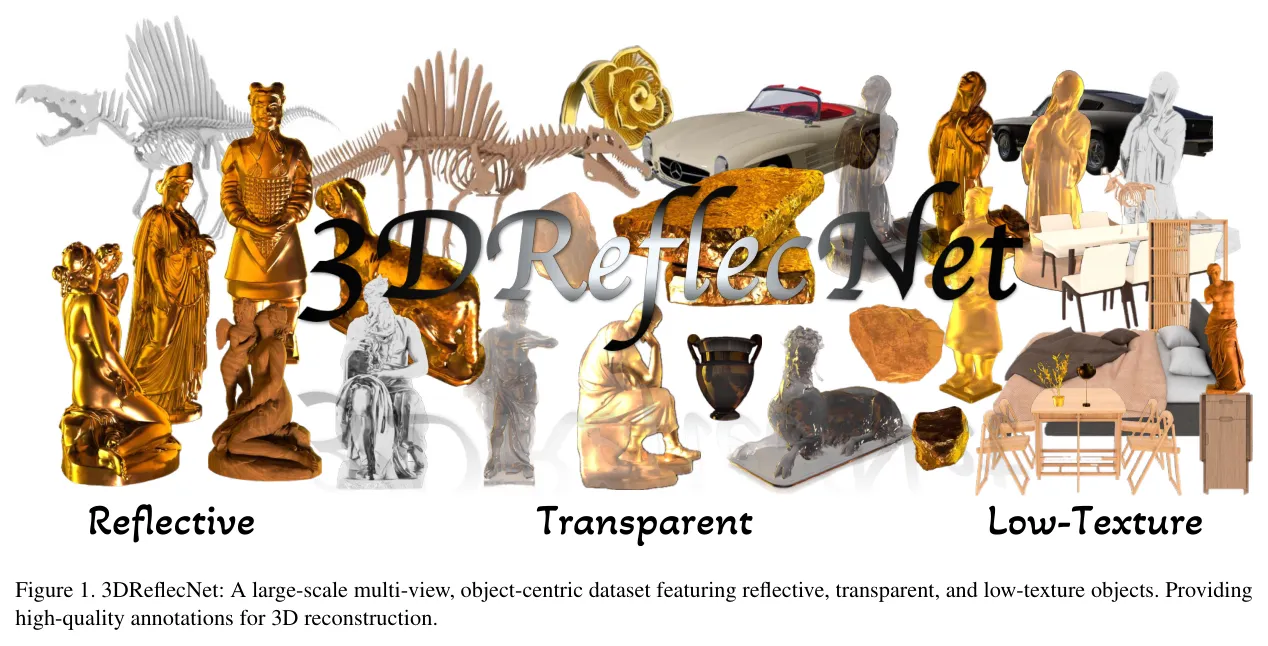 3DReflecNet
Reflective
Transparent
Low-Texture
Figure 1. 3DReflecNet: A large-scale multi-view, object-centric dataset featuring reflective, transparent, and low-texture objects. Providing
high-quality annotations for 3D reconstruction.